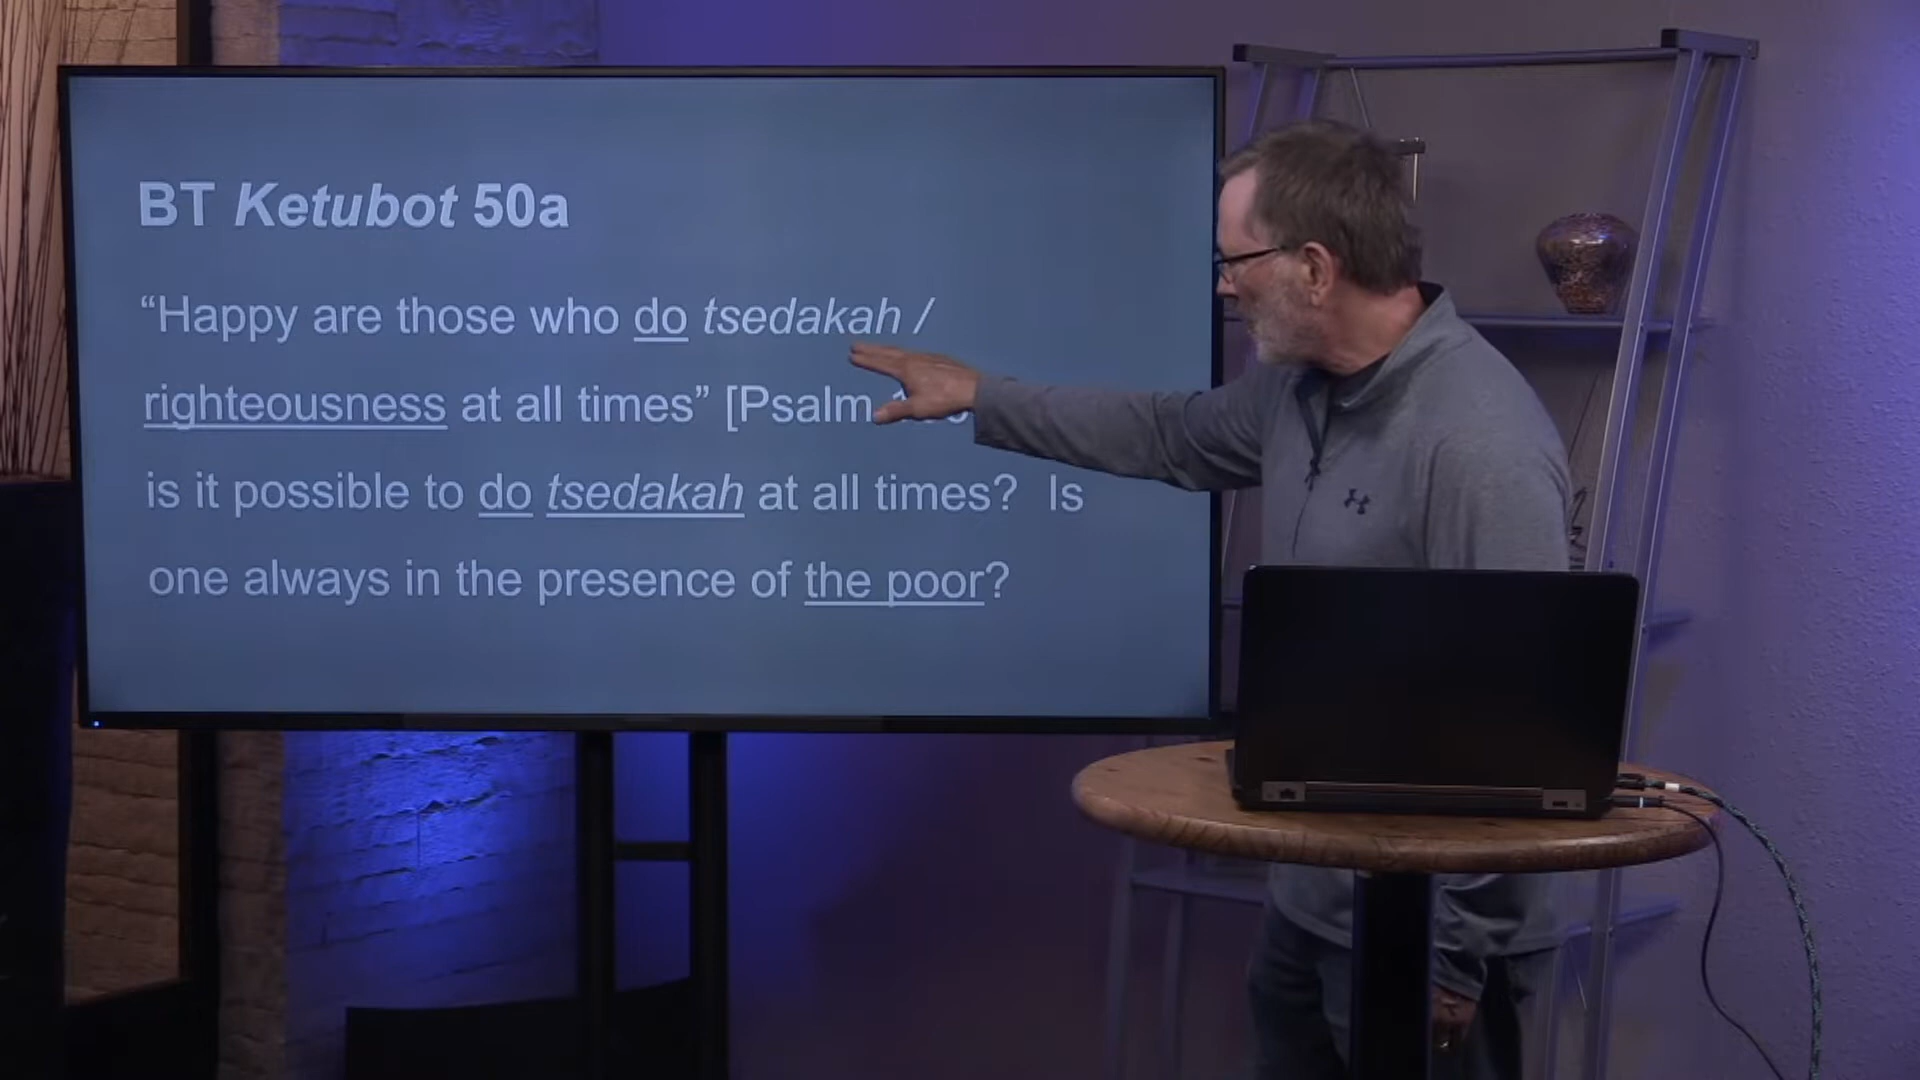 BT Ketubot 50a
“Happy are those who do tsedakah /
righteousness at all times” [Psalm
is it possible to do tsedakah at all times? Is
one always in the presence of the poor?